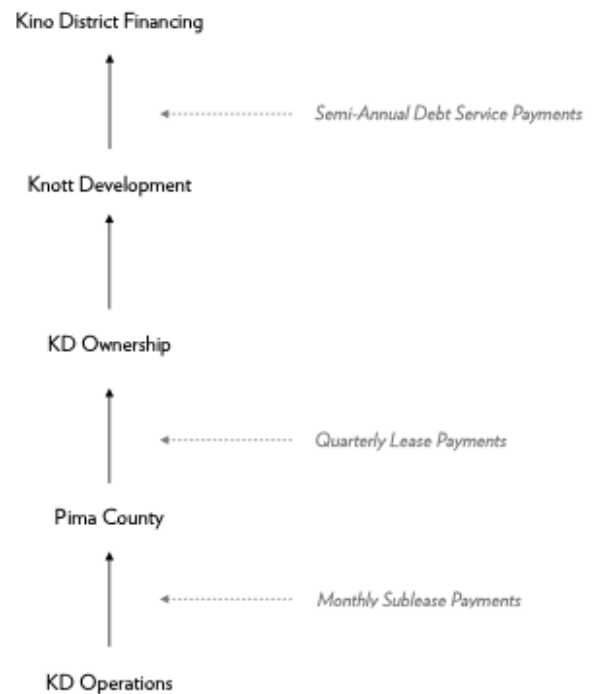 Kino District Financing
Semi-Annual Debt Service Payments
Knott Development
KD Ownership
Quarterly Lease Payments
Pima County
Monthly Sublease Payments
KD Operations